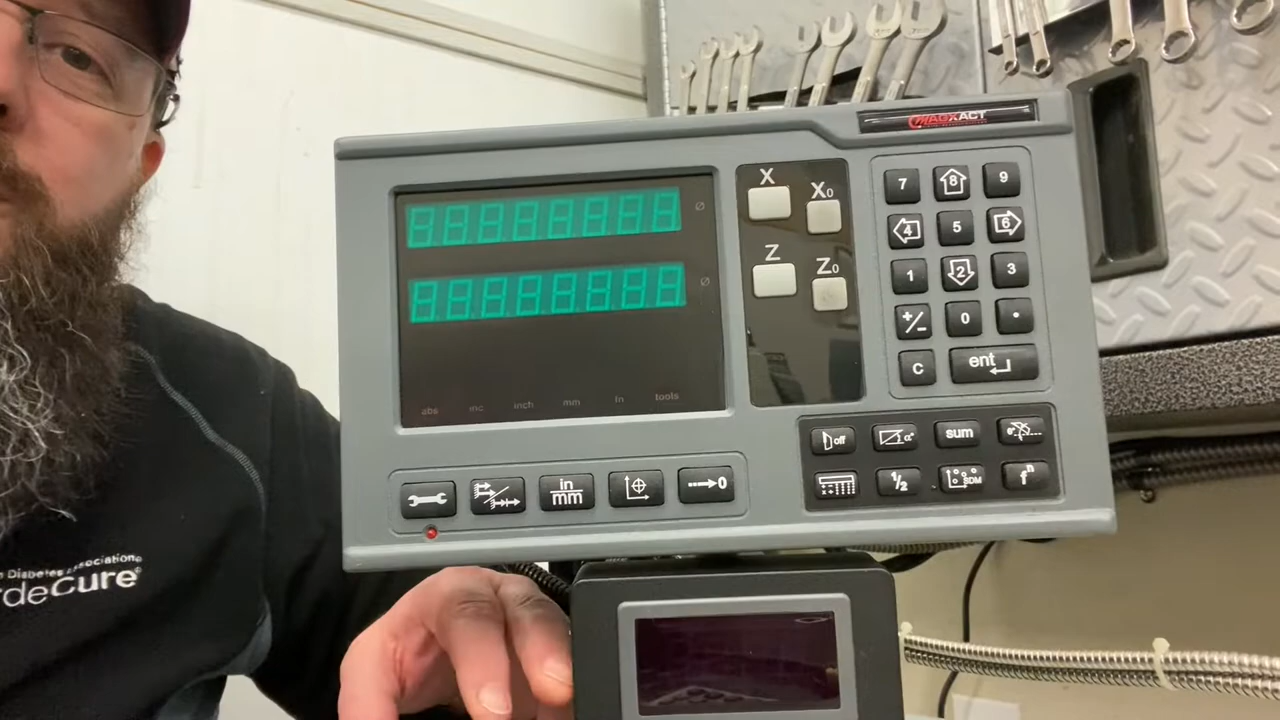 MAGXACT
X
X0
Z
Z0
7
8
9
4
5
6
1
2
3
+/-
0
.
C
ent
abs
inc
inch
mm
ln
tools
off
α°
sum
1/2
SDM
fn
in
mm
0
Diabetes Association®
deCure®